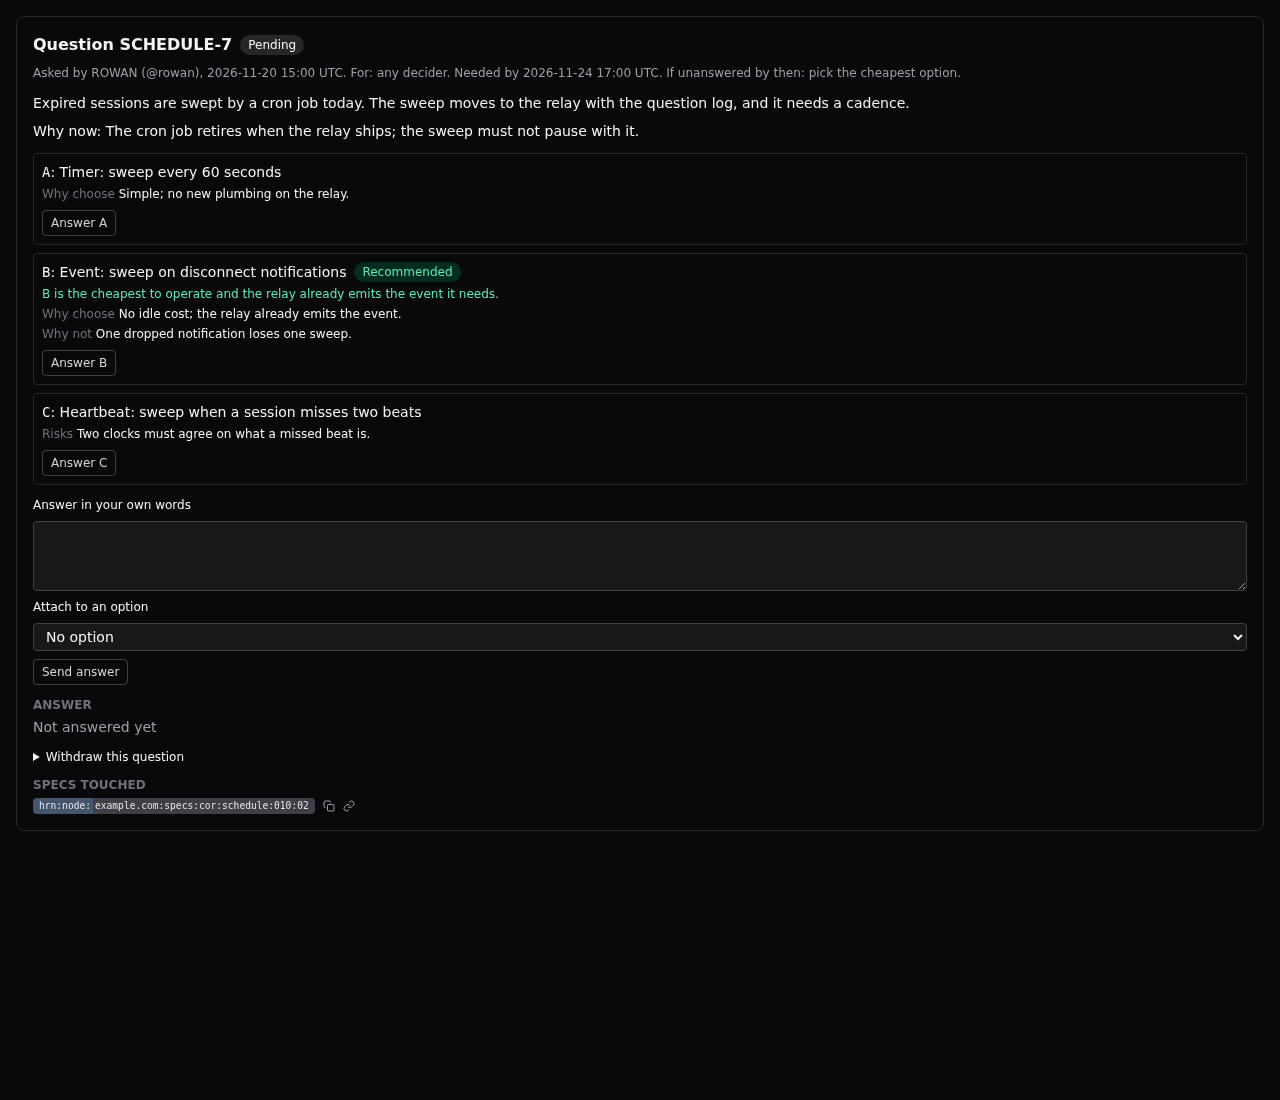 Question SCHEDULE-7 Pending
Asked by ROWAN (@rowan), 2026-11-20 15:00 UTC. For: any decider. Needed by 2026-11-24 17:00 UTC. If unanswered by then: pick the cheapest option.
Expired sessions are swept by a cron job today. The sweep moves to the relay with the question log, and it needs a cadence.
Why now: The cron job retires when the relay ships; the sweep must not pause with it.
A: Timer: sweep every 60 seconds
Why choose Simple; no new plumbing on the relay.
Answer A
B: Event: sweep on disconnect notifications Recommended
B is the cheapest to operate and the relay already emits the event it needs.
Why choose No idle cost; the relay already emits the event.
Why not One dropped notification loses one sweep.
Answer B
C: Heartbeat: sweep when a session misses two beats
Risks Two clocks must agree on what a missed beat is.
Answer C
Answer in your own words
Attach to an option
No option
Send answer
ANSWER
Not answered yet
Withdraw this question
SPECS TOUCHED
hrn:node:example.com:specs:cor:schedule:010:02